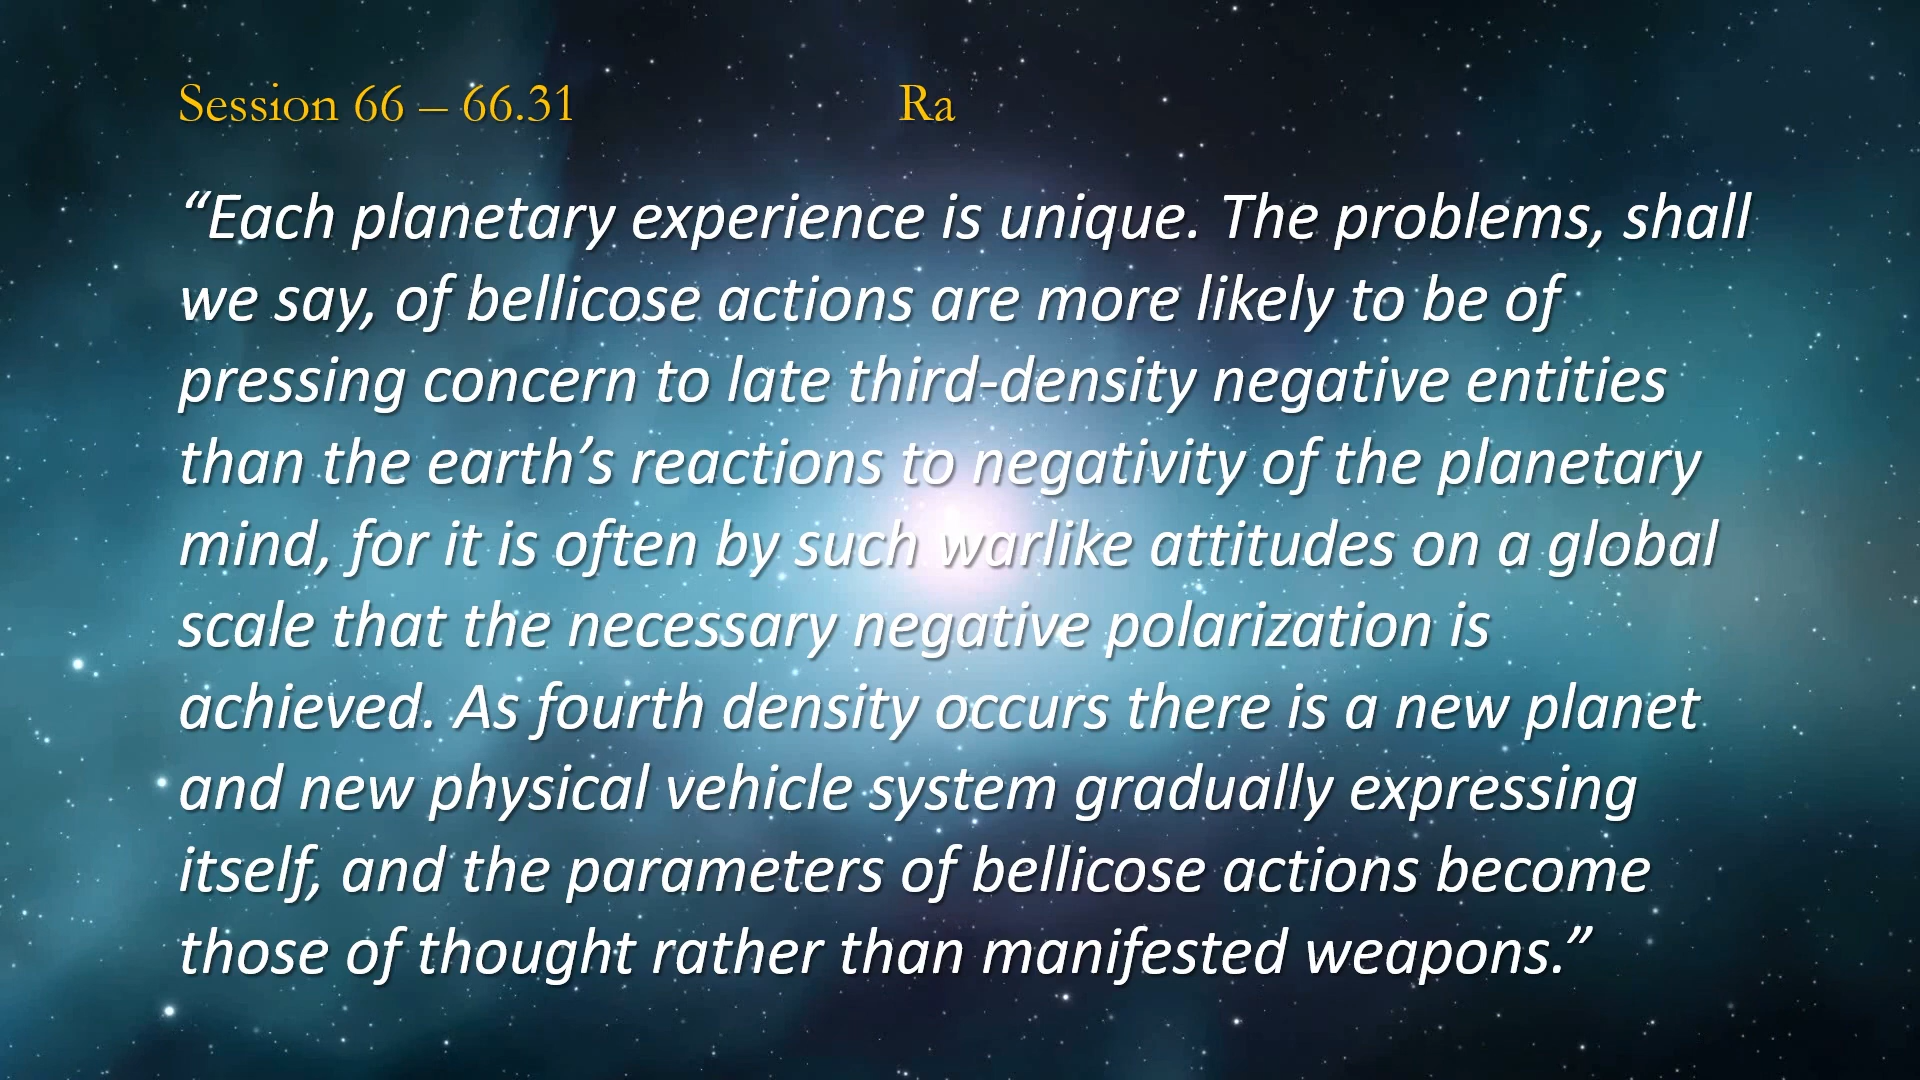 Session 66 – 66.31 Ra
“Each planetary experience is unique. The problems, shall
we say, of bellicose actions are more likely to be of
pressing concern to late third-density negative entities
than the earth’s reactions to negativity of the planetary
mind, for it is often by such warlike attitudes on a global
scale that the necessary negative polarization is
achieved. As fourth density occurs there is a new planet
and new physical vehicle system gradually expressing
itself, and the parameters of bellicose actions become
those of thought rather than manifested weapons.”